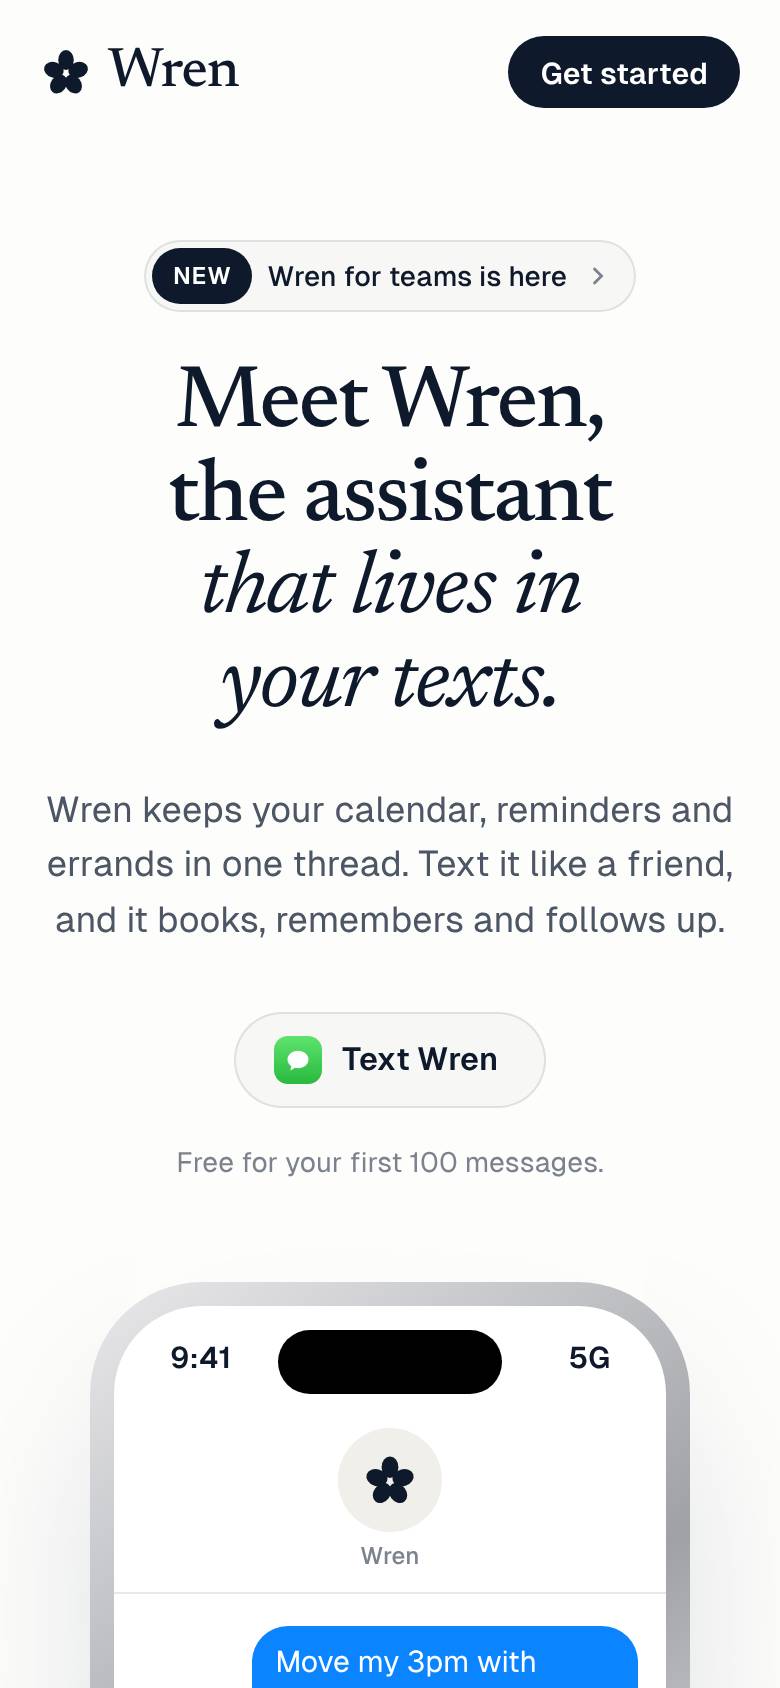 Wren
Get started
NEW Wren for teams is here
Meet Wren,
the assistant
that lives in
your texts.
Wren keeps your calendar, reminders and
errands in one thread. Text it like a friend,
and it books, remembers and follows up.
Text Wren
Free for your first 100 messages.
9:41 5G
Wren
Move my 3pm with